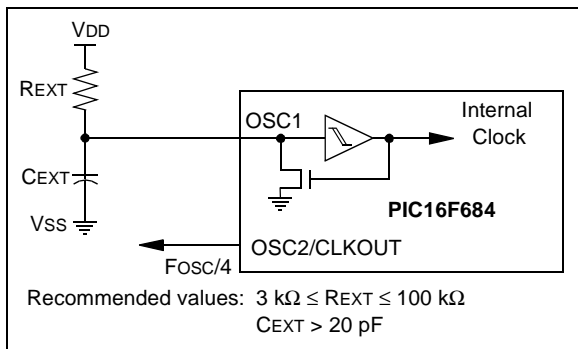 VDD
REXT
OSC1
Internal
Clock
CEXT
PIC16F684
VSS
OSC2/CLKOUT
FOSC/4
Recommended values: 3 kΩ ≤ REXT ≤ 100 kΩ
CEXT > 20 pF